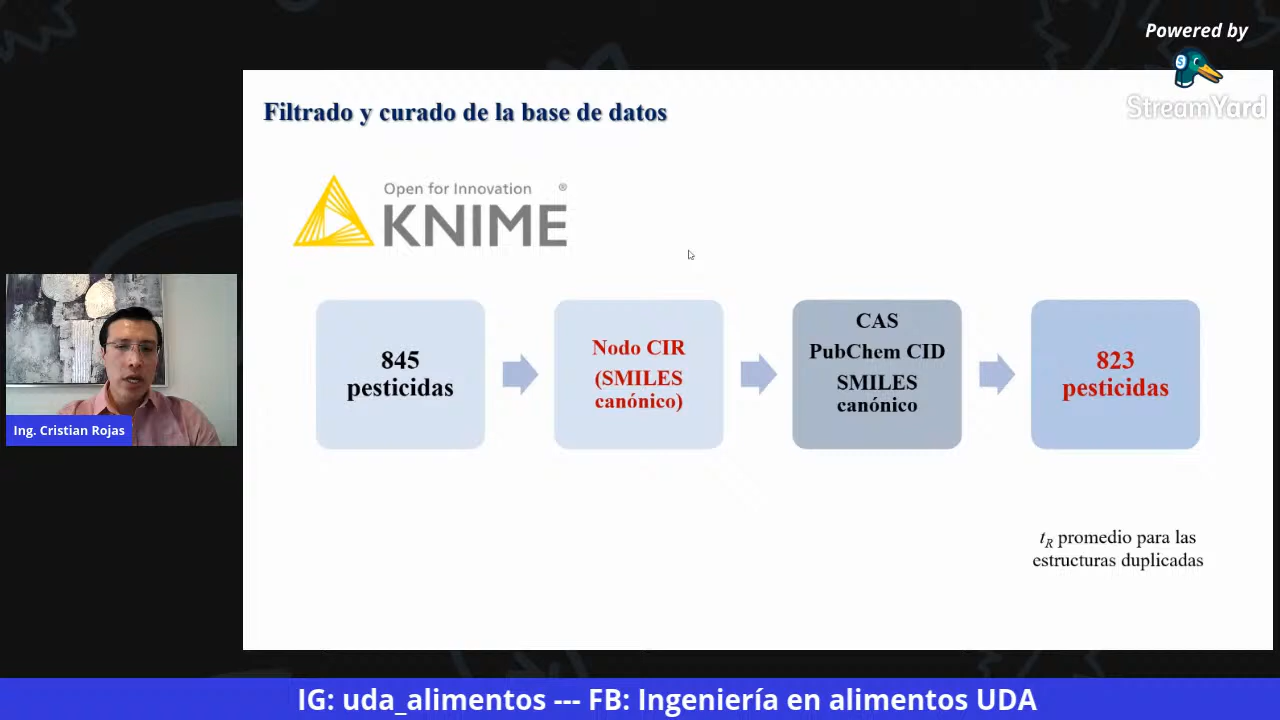 Powered by
StreamYard
Filtrado y curado de la base de datos
Open for Innovation ®
KNIME
845
pesticidas
Nodo CIR
(SMILES
canónico)
CAS
PubChem CID
SMILES
canónico
823
pesticidas
tR promedio para las
estructuras duplicadas
Ing. Cristian Rojas
IG: uda_alimentos --- FB: Ingeniería en alimentos UDA